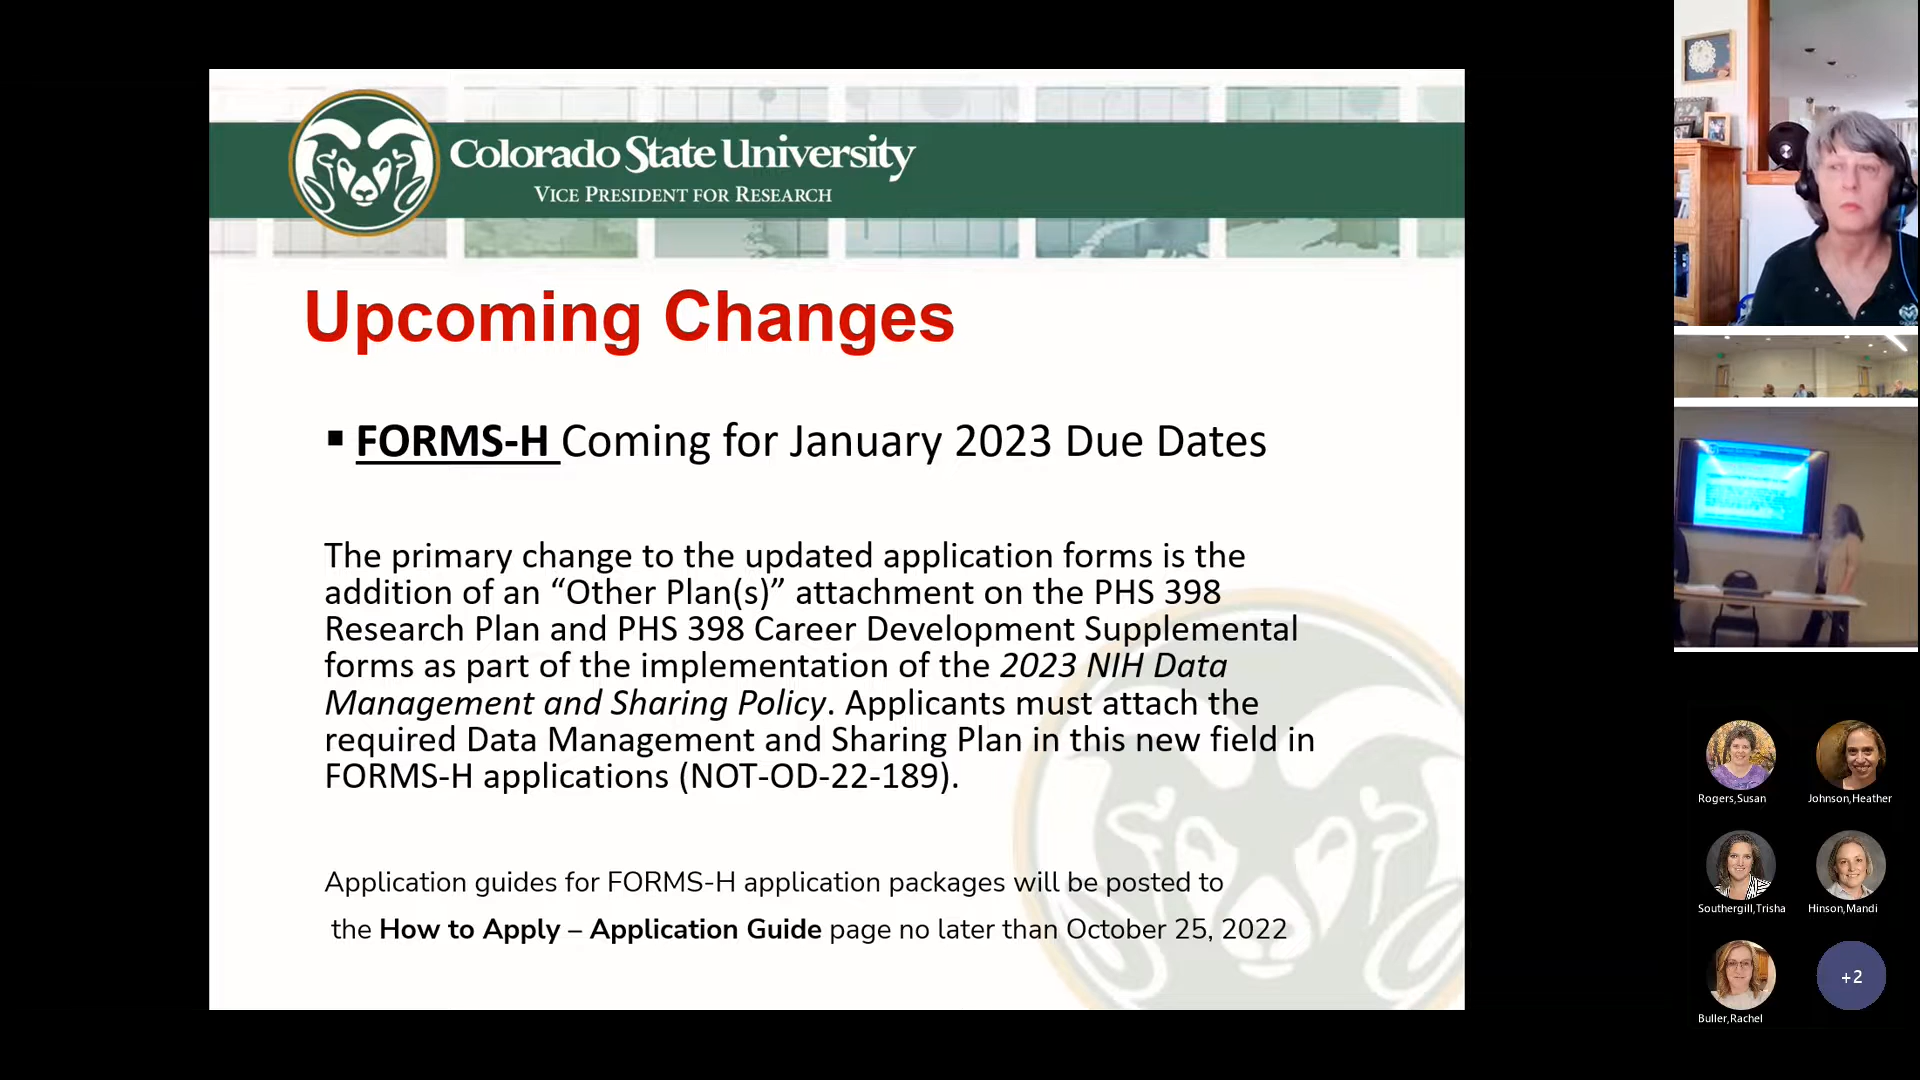 Colorado State University
VICE PRESIDENT FOR RESEARCH
Upcoming Changes
▪ FORMS-H Coming for January 2023 Due Dates
The primary change to the updated application forms is the
addition of an “Other Plan(s)” attachment on the PHS 398
Research Plan and PHS 398 Career Development Supplemental
forms as part of the implementation of the 2023 NIH Data
Management and Sharing Policy. Applicants must attach the
required Data Management and Sharing Plan in this new field in
FORMS-H applications (NOT-OD-22-189).
Application guides for FORMS-H application packages will be posted to
the How to Apply – Application Guide page no later than October 25, 2022
Rogers,Susan
Johnson,Heather
Southergill,Trisha
Hinson,Mandi
Buller,Rachel
+2